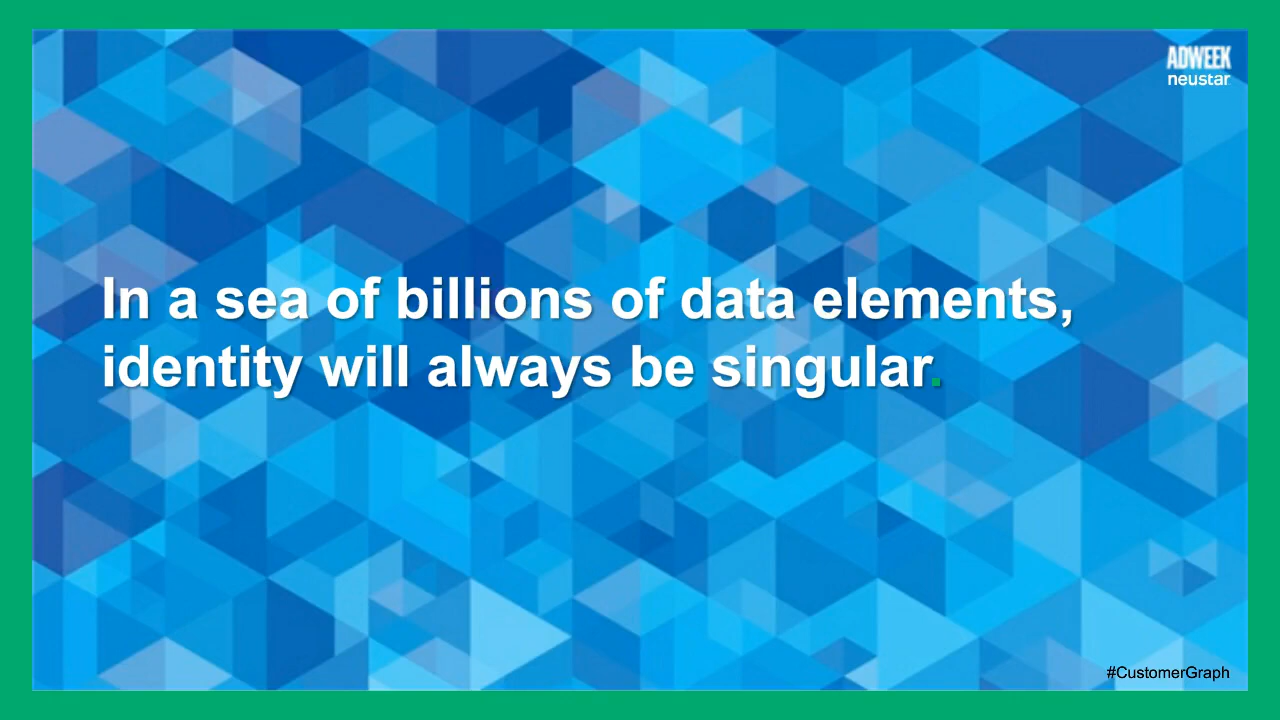 ADWEEK
neustar
In a sea of billions of data elements,
identity will always be singular.
#CustomerGraph